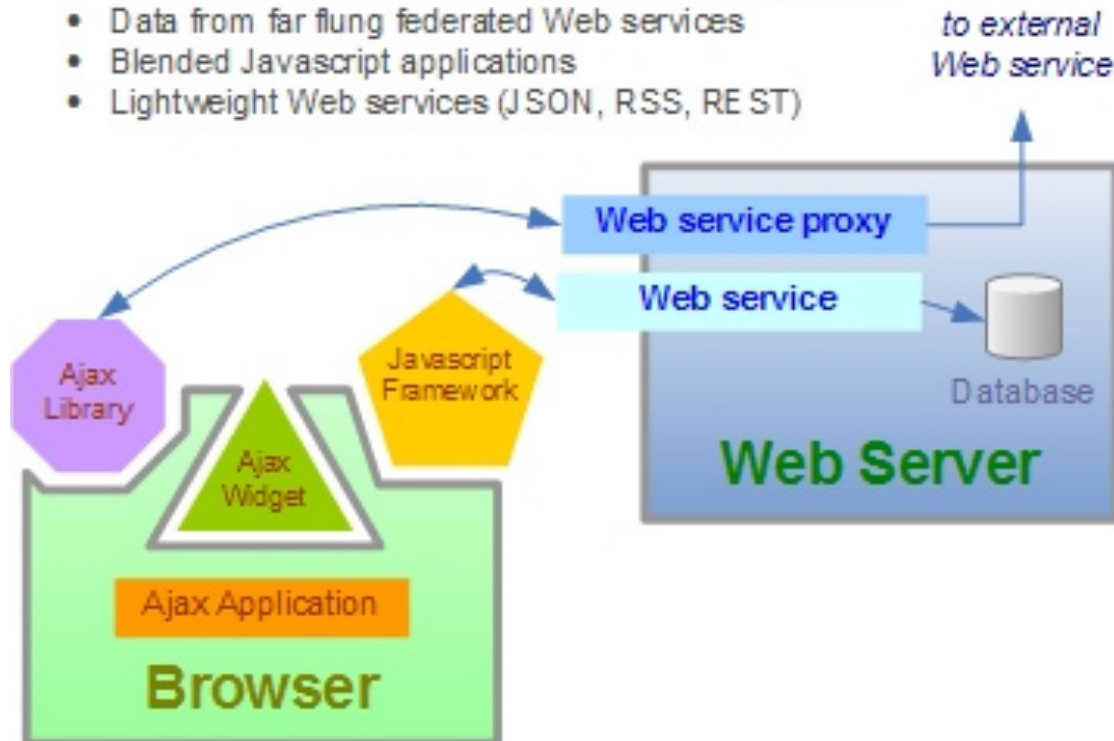 • Data from far flung federated Web services
• Blended Javascript applications
• Lightweight Web services (JSON, RSS, REST)
to external
Web service
Web service proxy
Web service
Javascript
Framework
Ajax
Library
Database
Ajax
Widget
Web Server
Ajax Application
Browser